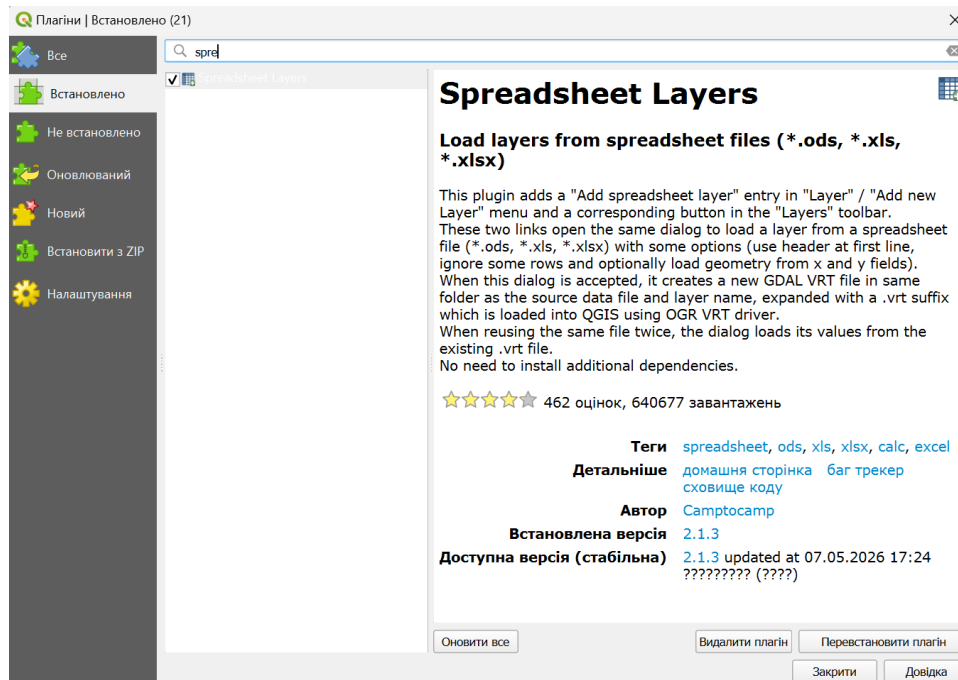 Плагіни | Встановлено (21)
Все
Встановлено
Не встановлено
Оновлюваний
Новий
Встановити з ZIP
Налаштування
spre
Spreadsheet Layers
Spreadsheet Layers
Load layers from spreadsheet files (*.ods, *.xls,
*.xlsx)
This plugin adds a "Add spreadsheet layer" entry in "Layer" / "Add new
Layer" menu and a corresponding button in the "Layers" toolbar.
These two links open the same dialog to load a layer from a spreadsheet
file (*.ods, *.xls, *.xlsx) with some options (use header at first line,
ignore some rows and optionally load geometry from x and y fields).
When this dialog is accepted, it creates a new GDAL VRT file in same
folder as the source data file and layer name, expanded with a .vrt suffix
which is loaded into QGIS using OGR VRT driver.
When reusing the same file twice, the dialog loads its values from the
existing .vrt file.
No need to install additional dependencies.
462 оцінок, 640677 завантажень
Теги spreadsheet, ods, xls, xlsx, calc, excel
Детальніше домашня сторінка баг трекер
сховище коду
Автор Camptocamp
Встановлена версія 2.1.3
Доступна версія (стабільна) 2.1.3 updated at 07.05.2026 17:24
????????? (????)
Оновити все Видалити плагін Перевстановити плагін
Закрити Довідка